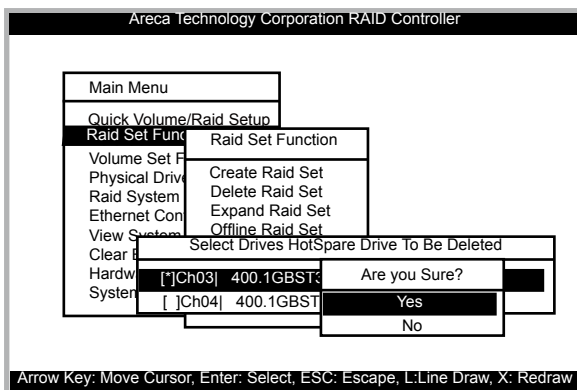 Areca Technology Corporation RAID Controller
Main Menu
Quick Volume/Raid Setup
Raid Set Func
Volume Set F
Physical Drive
Raid System
Ethernet Con
View System
Clear E
Hardw
System
Raid Set Function
Create Raid Set
Delete Raid Set
Expand Raid Set
Offline Raid Set
Select Drives HotSpare Drive To Be Deleted
[*]Ch03| 400.1GBST3
[ ]Ch04| 400.1GBST
Are you Sure?
Yes
No
Arrow Key: Move Cursor, Enter: Select, ESC: Escape, L:Line Draw, X: Redraw